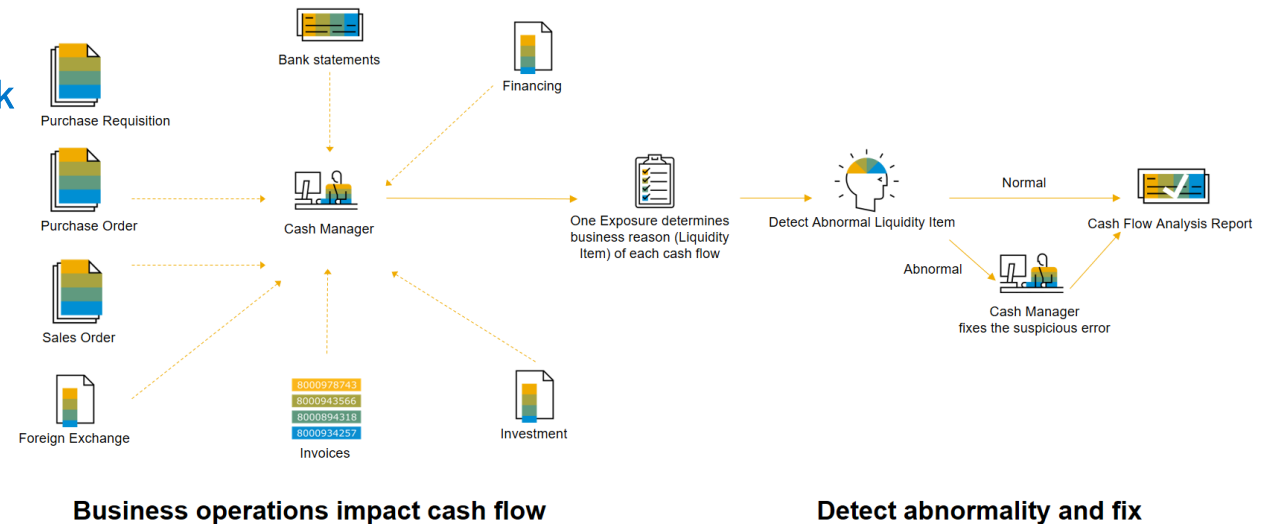 k
Bank statements
Financing
Purchase Requisition
Purchase Order
Cash Manager
Sales Order
Foreign Exchange
8000978743
8000943566
8000894318
8000934257
Invoices
Investment
One Exposure determines
business reason (Liquidity
Item) of each cash flow
Detect Abnormal Liquidity Item
Normal
Abnormal
Cash Flow Analysis Report
Cash Manager
fixes the suspicious error
Business operations impact cash flow
Detect abnormality and fix